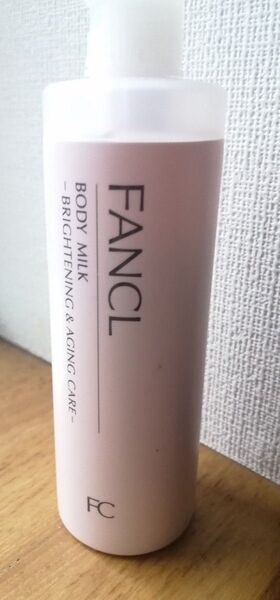 FANCL
BODY MILK
– BRIGHTENING & AGING CARE –
FC